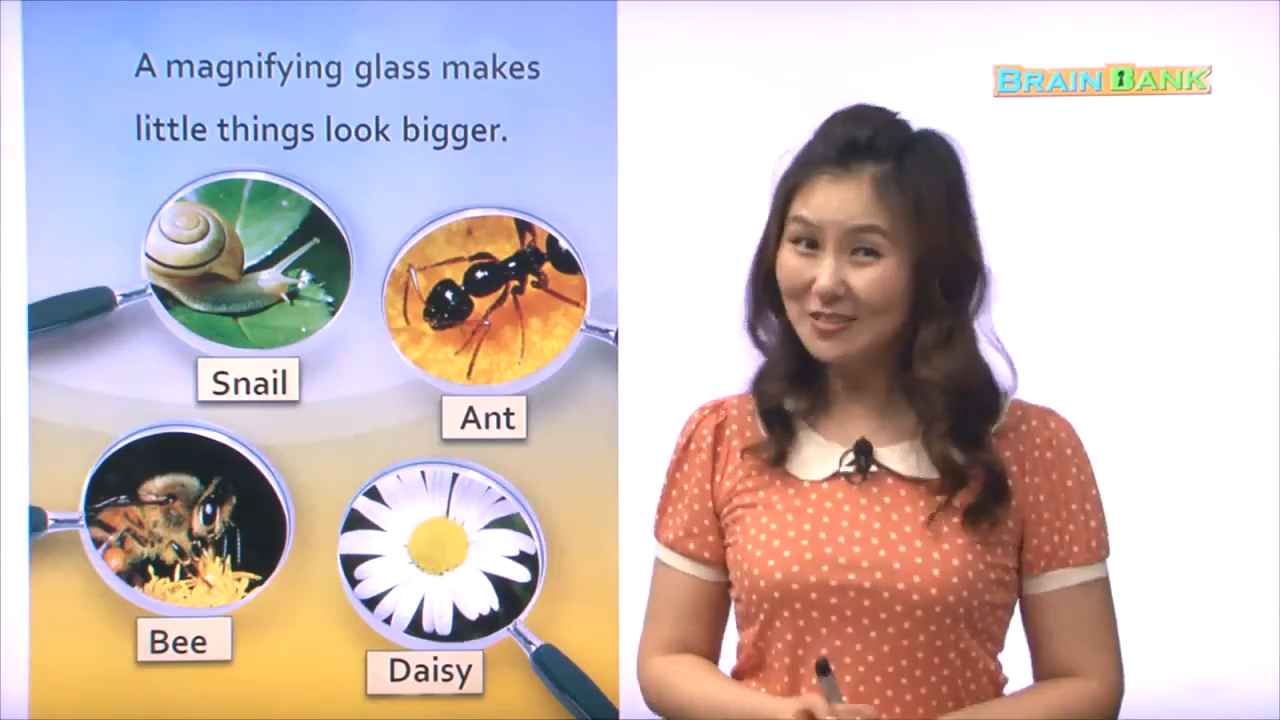 A magnifying glass makes
little things look bigger.
BRAIN BANK
Snail
Ant
Bee
Daisy